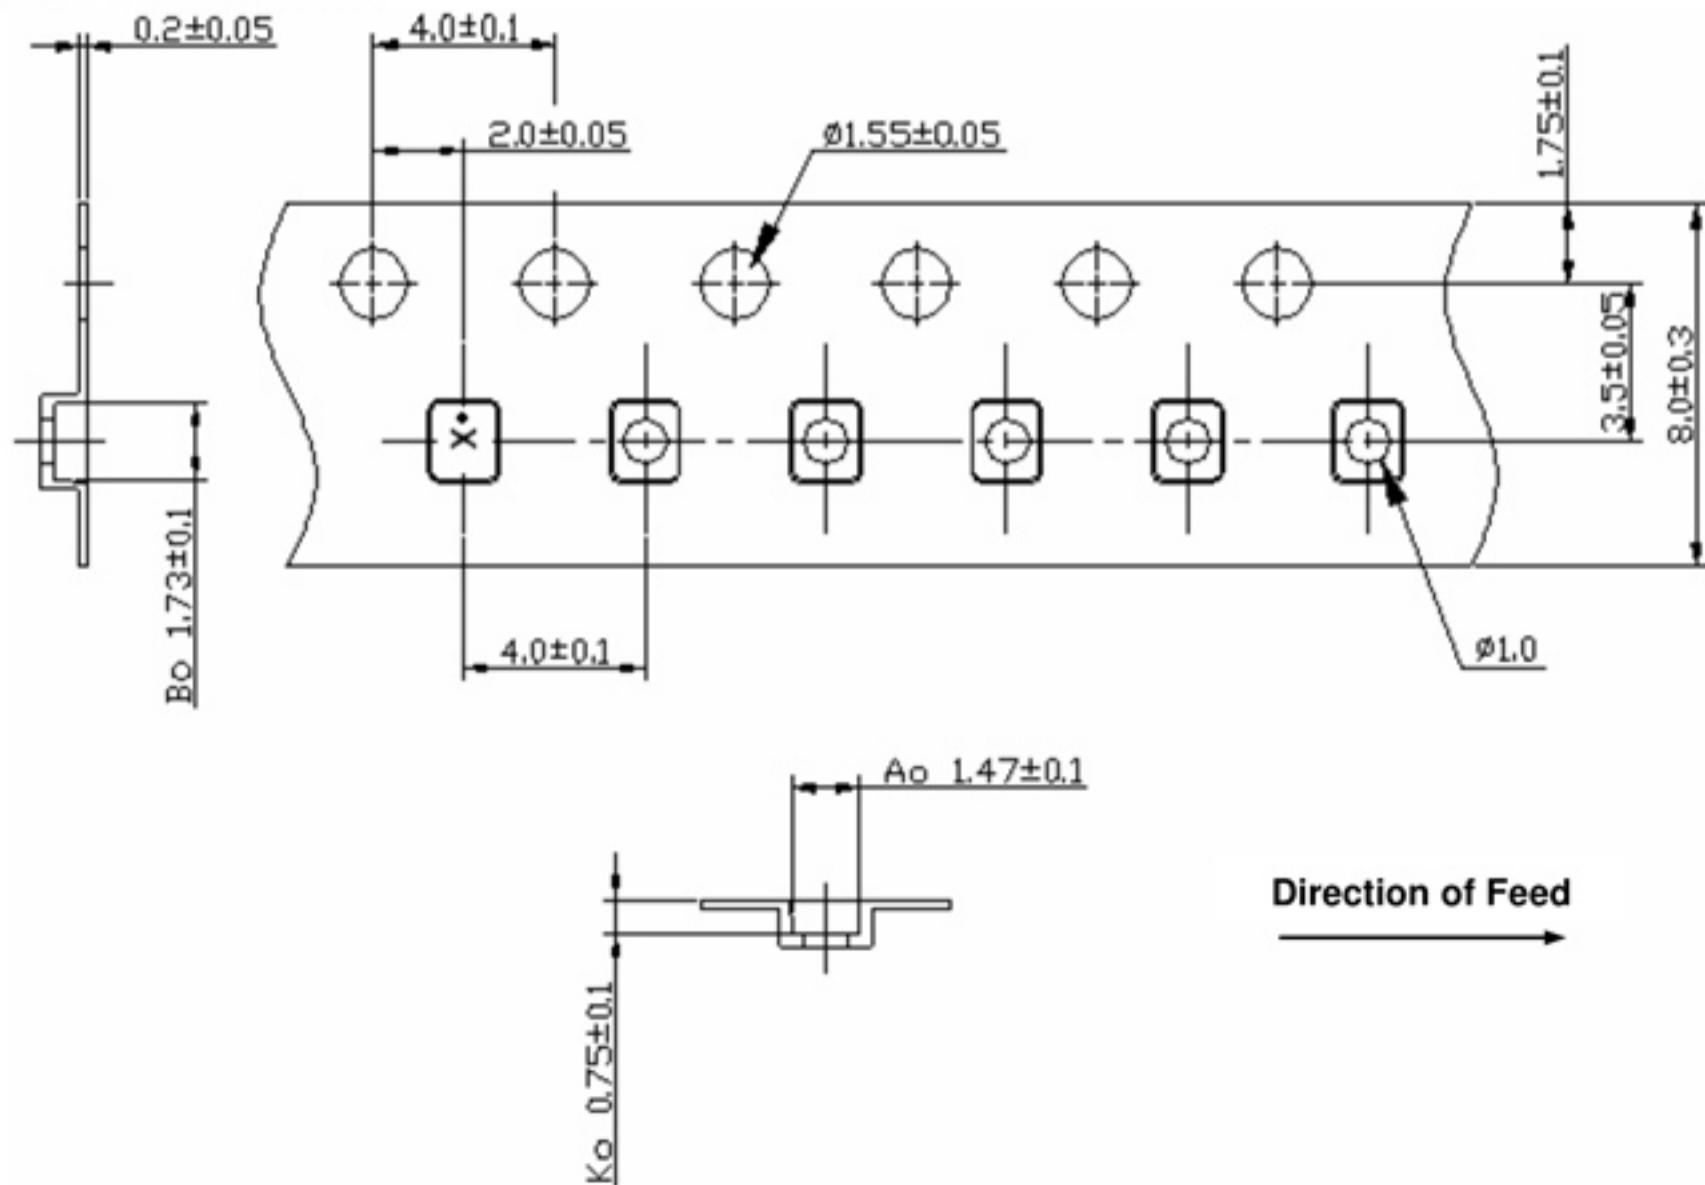 0.2±0.05
4.0±0.1
2.0±0.05
Ø1.55±0.05
1.75±0.1
3.5±0.05
8.0±0.3
X
Bo 1.73±0.1
4.0±0.1
Ø1.0
Ao 1.47±0.1
Ko 0.75±0.1
Direction of Feed